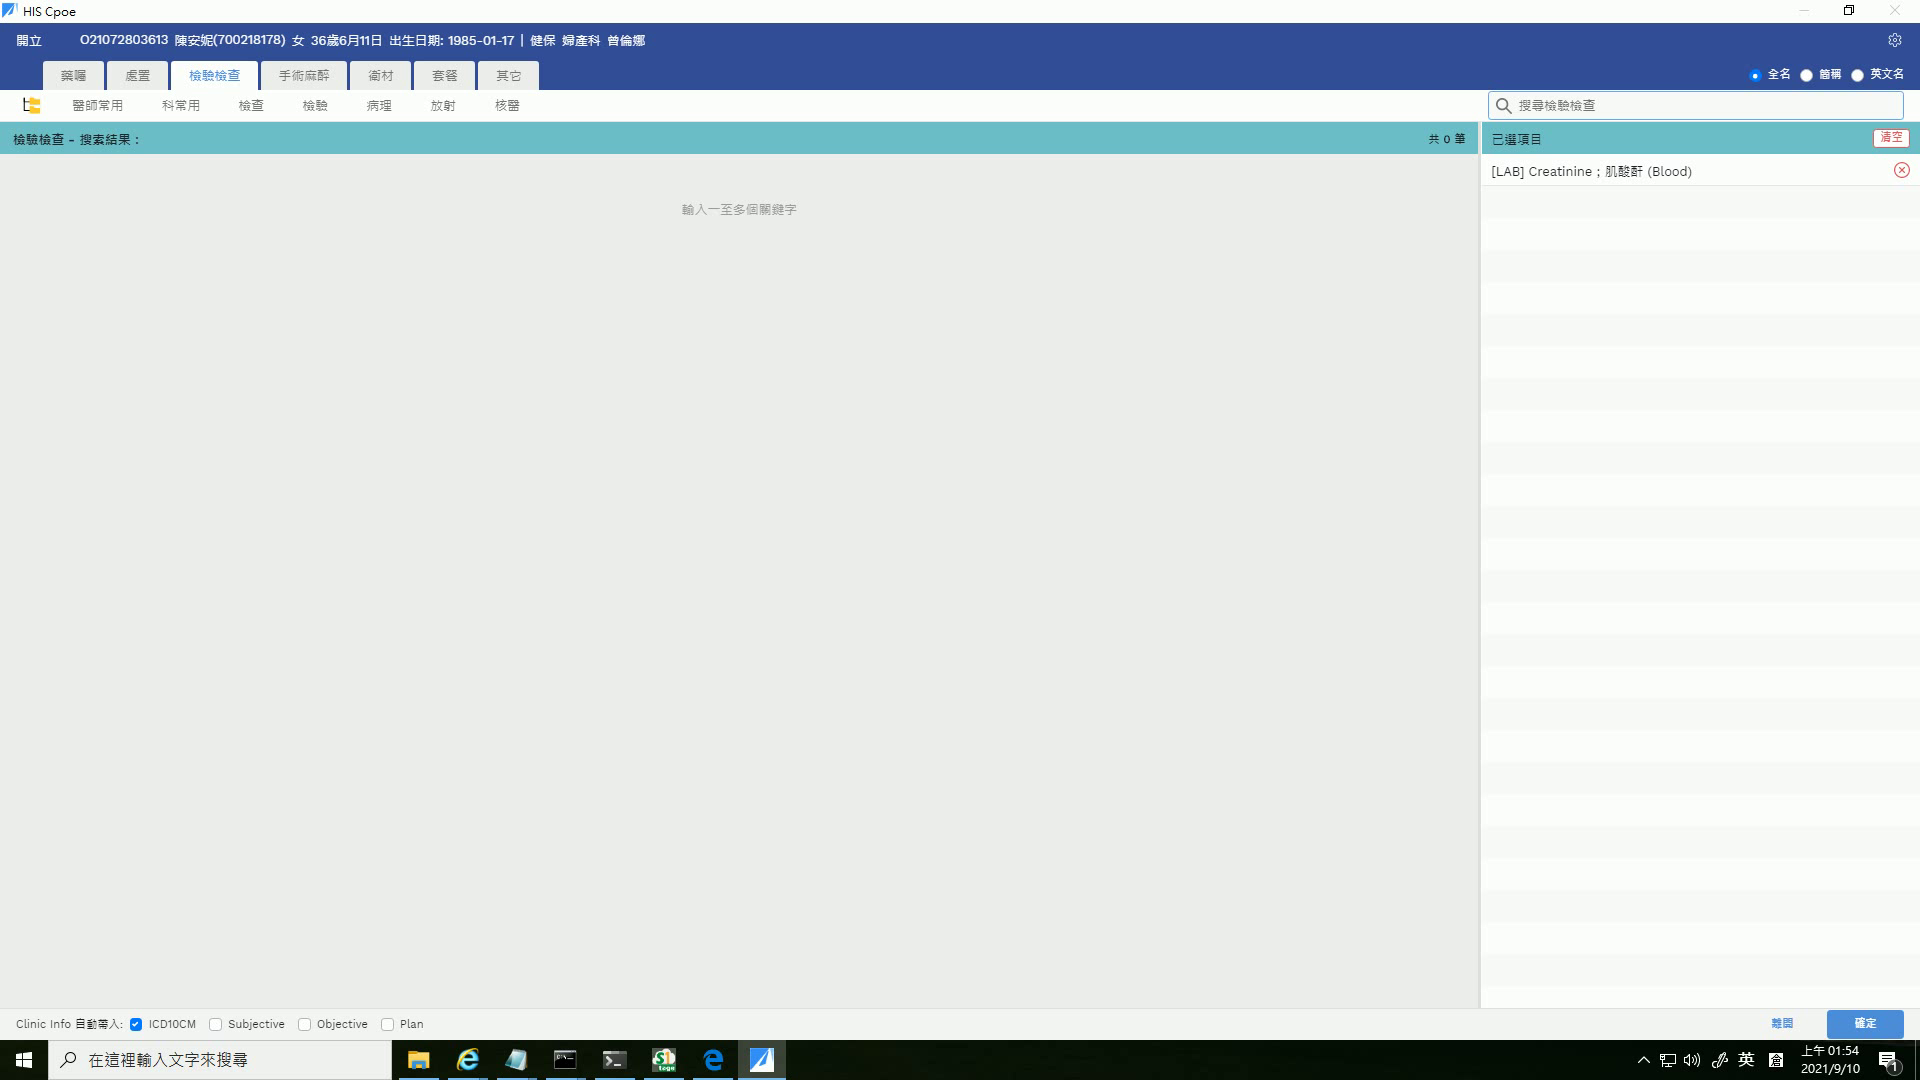 HIS Cpoe
開立 O21072803613 陳安妮(700218178) 女 36歲6月11日 出生日期: 1985-01-17 | 健保 婦產科 曾倫娜
藥囑 處置 檢驗檢查 手術麻醉 衛材 套餐 其它
全名 簡稱 英文名
醫師常用 科常用 檢查 檢驗 病理 放射 核醫
搜尋檢驗檢查
檢驗檢查 - 搜索結果 :
共 0 筆
已選項目
清空
[LAB] Creatinine ; 肌酸酐 (Blood)
輸入一至多個關鍵字
Clinic Info 自動帶入: ICD10CM Subjective Objective Plan
離開 確定
在這裡輸入文字來搜尋
英
上午 01:54
2021/9/10
1